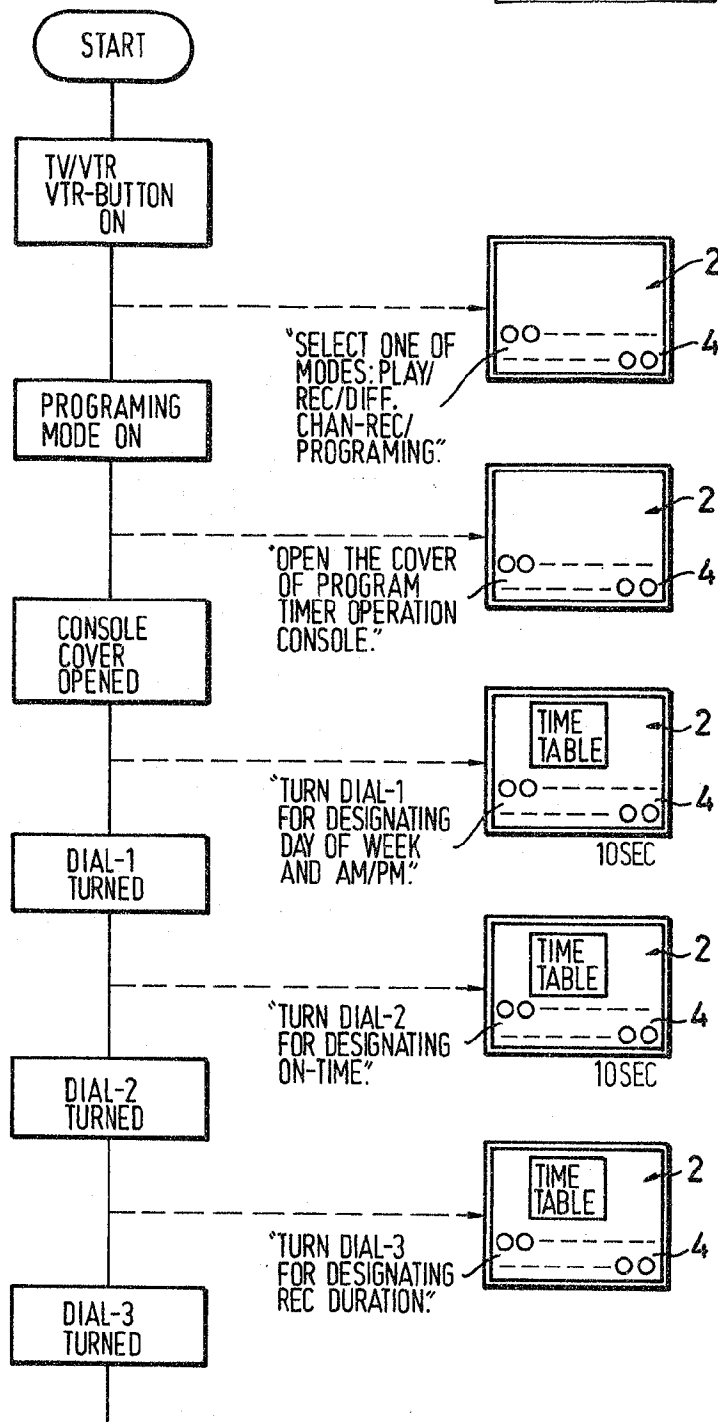 START
TV/VTR
VTR-BUTTON
ON
2
4
"SELECT ONE OF
MODES: PLAY/
REC/DIFF.
CHAN-REC/
PROGRAMING."
PROGRAMING
MODE ON
2
4
"OPEN THE COVER
OF PROGRAM
TIMER OPERATION
CONSOLE."
CONSOLE
COVER
OPENED
TIME
TABLE
2
4
10SEC
"TURN DIAL-1
FOR DESIGNATING
DAY OF WEEK
AND AM/PM."
DIAL-1
TURNED
TIME
TABLE
2
4
10SEC
"TURN DIAL-2
FOR DESIGNATING
ON-TIME."
DIAL-2
TURNED
TIME
TABLE
2
4
"TURN DIAL-3
FOR DESIGNATING
REC DURATION."
DIAL-3
TURNED